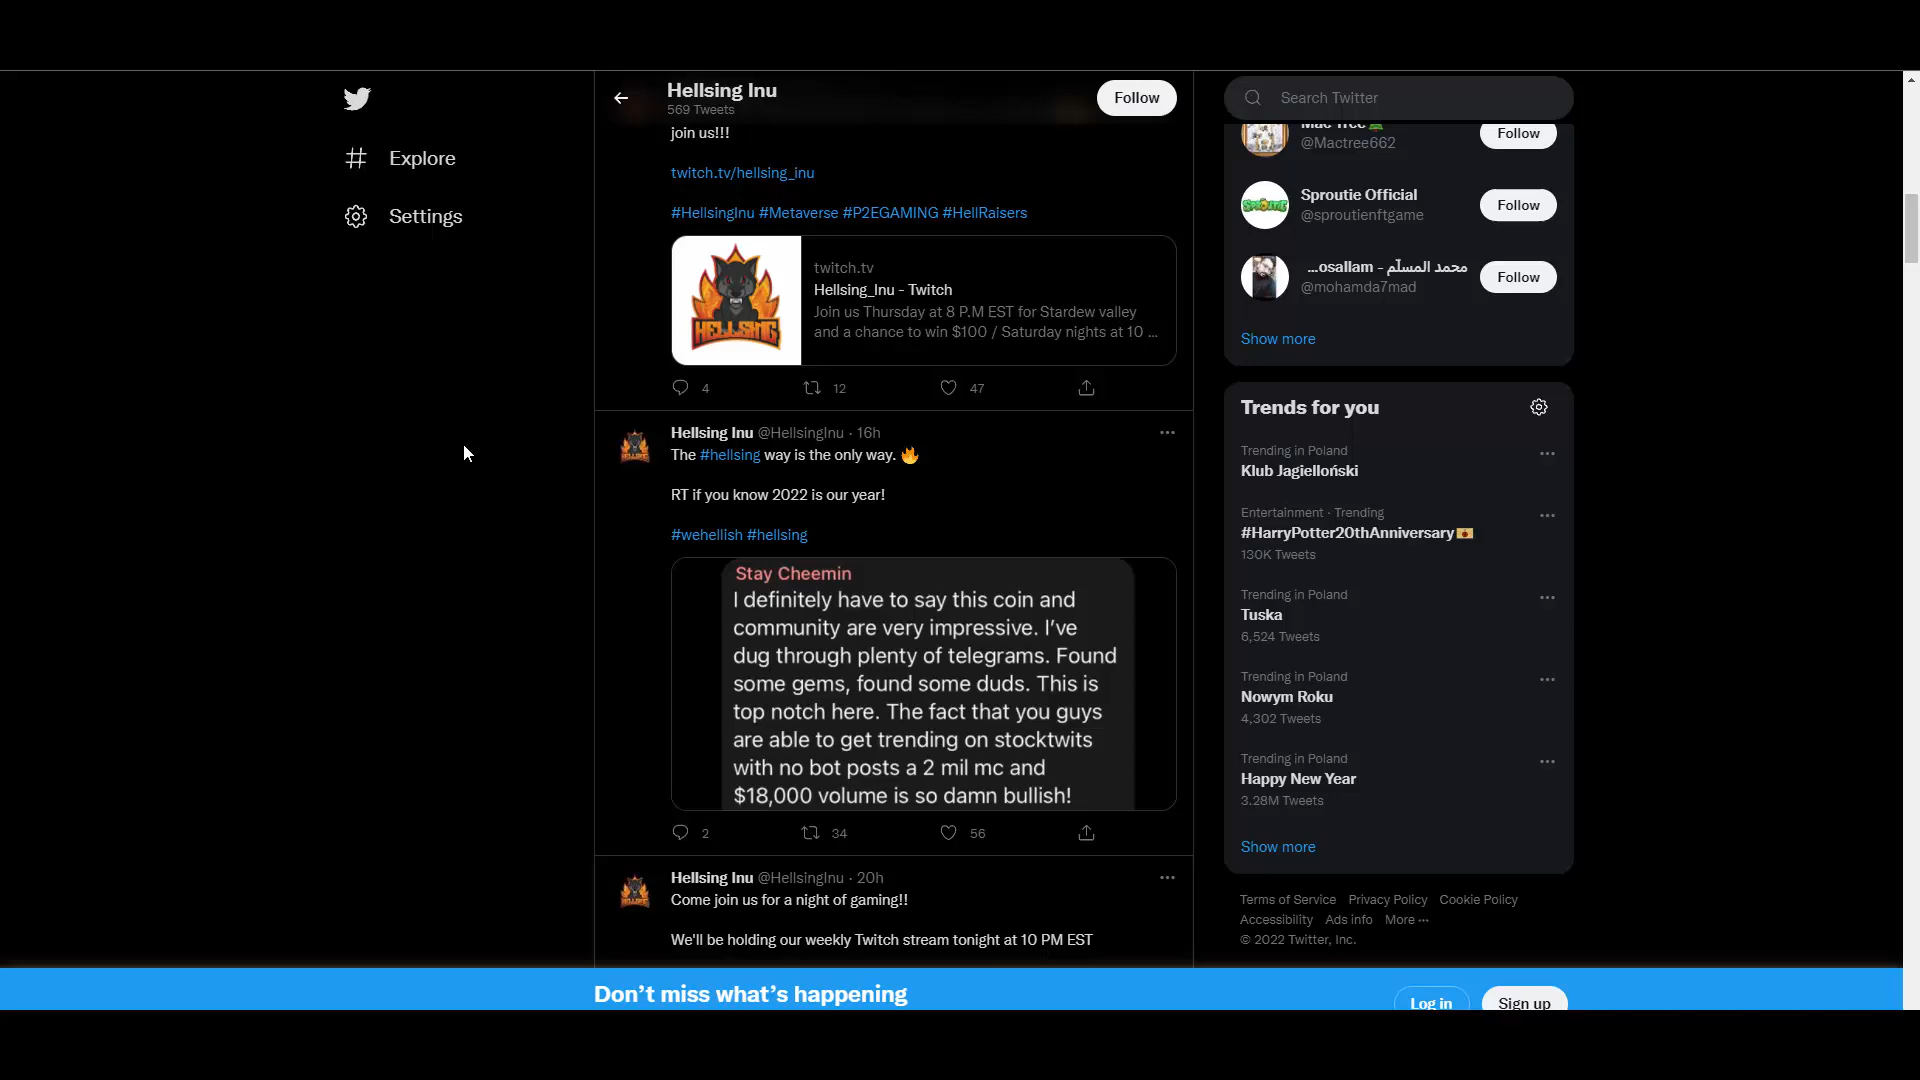 Explore
Settings
Hellsing Inu
569 Tweets
Follow
join us!!!
twitch.tv/hellsing_inu
#HellsingInu #Metaverse #P2EGAMING #HellRaisers
HELLSING
twitch.tv
Hellsing_Inu - Twitch
Join us Thursday at 8 P.M EST for Stardew valley
and a chance to win $100 / Saturday nights at 10 ...
4
12
47
Hellsing Inu @HellsingInu · 16h
The #hellsing way is the only way. 🔥
RT if you know 2022 is our year!
#wehellish #hellsing
Stay Cheemin
I definitely have to say this coin and
community are very impressive. I’ve
dug through plenty of telegrams. Found
some gems, found some duds. This is
top notch here. The fact that you guys
are able to get trending on stocktwits
with no bot posts a 2 mil mc and
$18,000 volume is so damn bullish!
2
34
56
Hellsing Inu @HellsingInu · 20h
Come join us for a night of gaming!!
We'll be holding our weekly Twitch stream tonight at 10 PM EST
Search Twitter
Mac Tree🎄
@Mactree662
Follow
SPROUTIE
Sproutie Official
@sproutienftgame
Follow
محمد المسلّم - osallam...
@mohamda7mad
Follow
Show more
Trends for you
Trending in Poland
Klub Jagielloński
Entertainment · Trending
#HarryPotter20thAnniversary
130K Tweets
Trending in Poland
Tuska
6,524 Tweets
Trending in Poland
Nowym Roku
4,302 Tweets
Trending in Poland
Happy New Year
3.28M Tweets
Show more
Terms of Service Privacy Policy Cookie Policy
Accessibility Ads info More ···
© 2022 Twitter, Inc.
Don’t miss what’s happening
Log in
Sign up